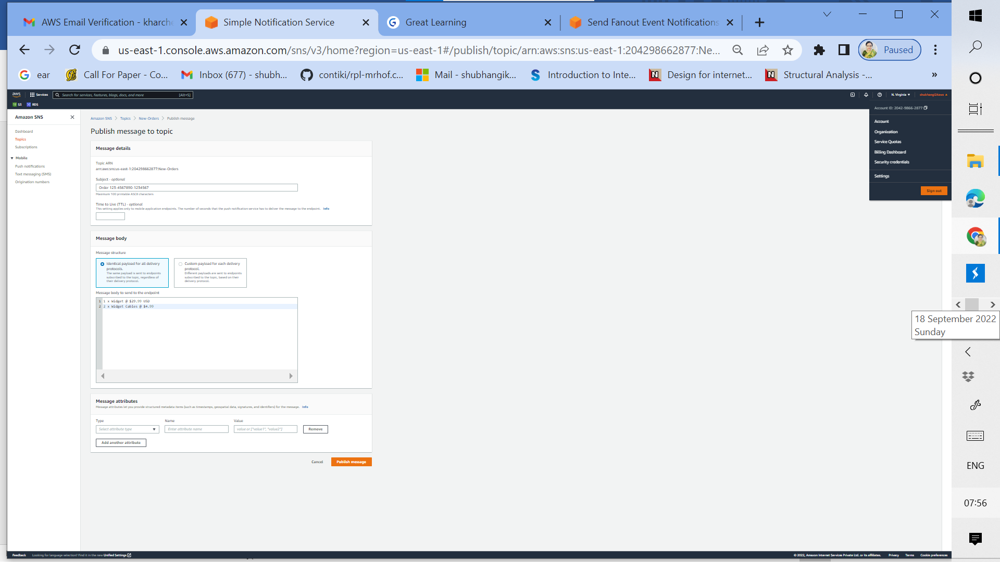 AWS Email Verification - kharche
Simple Notification Service
Great Learning
Send Fanout Event Notifications
us-east-1.console.aws.amazon.com/sns/v3/home?region=us-east-1#/publish/topic/arn:aws:sns:us-east-1:204298662877:Ne...
Paused
ear
Call For Paper - Co...
Inbox (677) - shubh...
contiki/rpl-mrhof.c...
Mail - shubhangik...
Introduction to Inte...
Design for internet...
Structural Analysis -...
»
aws
Services
Search for services, features, blogs, docs, and more
[Alt+S]
N. Virginia
shubhangi24aws
S3
RDS
Account ID: 2042-9866-2877
Account
Organization
Service Quotas
Billing Dashboard
Security credentials
Settings
Sign out
Amazon SNS
Dashboard
Topics
Subscriptions
Mobile
Push notifications
Text messaging (SMS)
Origination numbers
Amazon SNS > Topics > New-Orders > Publish message
Publish message to topic
Message details
Topic ARN
arn:aws:sns:us-east-1:204298662877:New-Orders
Subject - optional
Order 123-4567890-1234567
Maximum 100 printable ASCII characters
Time to Live (TTL) - optional
This setting applies only to mobile application endpoints. The number of seconds that the push notification service has to deliver the message to the endpoint. Info
Message body
Message structure
Identical payload for all delivery
protocols.
The same payload is sent to endpoints
subscribed to the topic, regardless of
their delivery protocol.
Custom payload for each delivery
protocol.
Different payloads are sent to endpoints
subscribed to the topic, based on their
delivery protocol.
Message body to send to the endpoint
1 1 x Widget @ $29.99 USD
2 2 x Widget Cables @ $4.99
Message attributes
Message attributes let you provide structured metadata items (such as timestamps, geospatial data, signatures, and identifiers) for the message. Info
Type
Name
Value
Select attribute type
Enter attribute name
value or ["value1", "value2"]
Remove
Add another attribute
Cancel
Publish message
Feedback
Looking for language selection? Find it in the new Unified Settings
© 2022, Amazon Internet Services Private Ltd. or its affiliates.
Privacy
Terms
Cookie preferences
18 September 2022
Sunday
ENG
07:56